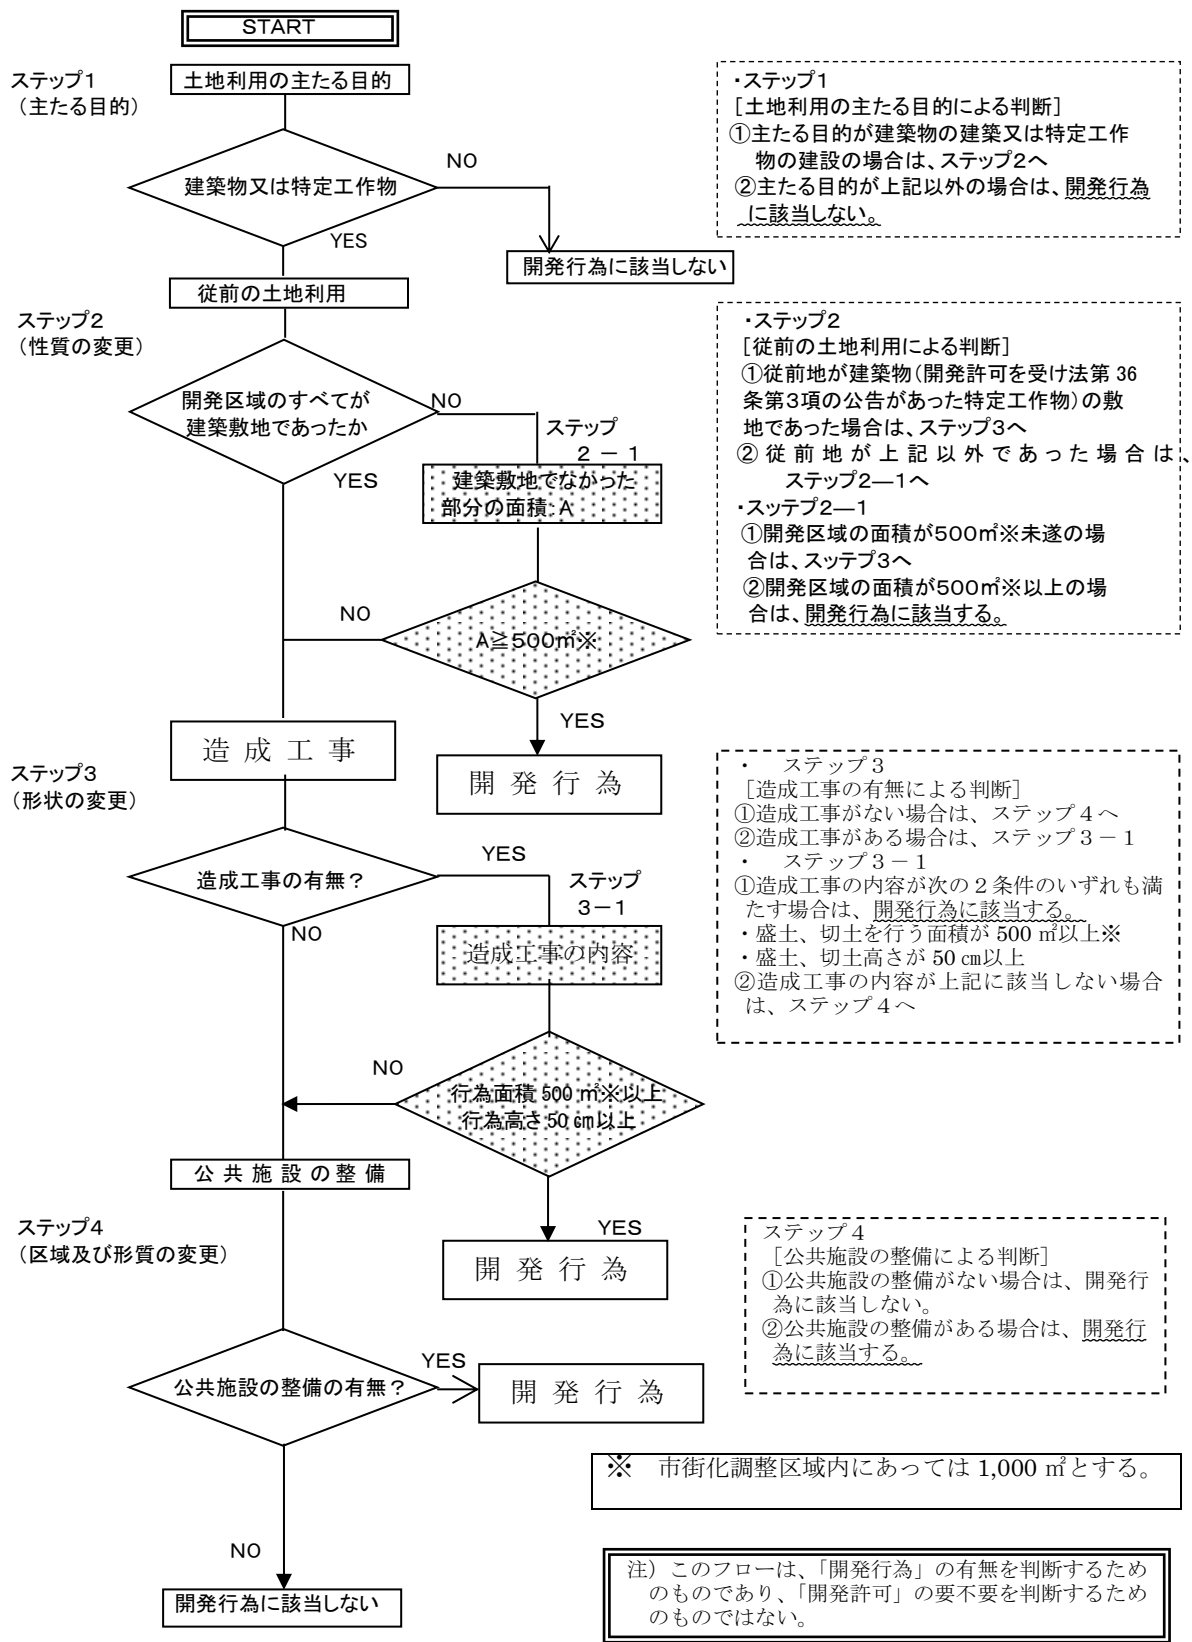 START
ステップ1
(主たる目的)
土地利用の主たる目的
建築物又は特定工作物
NO
YES
開発行為に該当しない
・ステップ1
[土地利用の主たる目的による判断]
①主たる目的が建築物の建築又は特定工作
物の建設の場合は、ステップ2へ
②主たる目的が上記以外の場合は、開発行為
に該当しない。
従前の土地利用
ステップ2
(性質の変更)
開発区域のすべてが
建築敷地であったか
NO
YES
ステップ
2－1
建築敷地でなかった
部分の面積:A
NO
A≧500㎡※
YES
開発行為
・ステップ2
[従前の土地利用による判断]
①従前地が建築物(開発許可を受け法第36
条第3項の公告があった特定工作物)の敷
地であった場合は、ステップ3へ
②従前地が上記以外であった場合は、
ステップ2―1へ
・スッテプ2―1
①開発区域の面積が500㎡※未遂の場
合は、スッテプ3へ
②開発区域の面積が500㎡※以上の場
合は、開発行為に該当する。
造成工事
ステップ3
(形状の変更)
造成工事の有無?
YES
NO
ステップ
3－1
造成工事の内容
NO
行為面積500㎡※以上
行為高さ50㎝以上
YES
開発行為
・　ステップ3
[造成工事の有無による判断]
①造成工事がない場合は、ステップ4へ
②造成工事がある場合は、ステップ3－1
・　ステップ3－1
①造成工事の内容が次の2条件のいずれも満
たす場合は、開発行為に該当する。
・盛土、切土を行う面積が500㎡以上※
・盛土、切土高さが50㎝以上
②造成工事の内容が上記に該当しない場合
は、ステップ4へ
公共施設の整備
ステップ4
(区域及び形質の変更)
公共施設の整備の有無?
YES
開発行為
NO
開発行為に該当しない
ステップ4
[公共施設の整備による判断]
①公共施設の整備がない場合は、開発行
為に該当しない。
②公共施設の整備がある場合は、開発行
為に該当する。
※　市街化調整区域内にあっては1,000㎡とする。
注)このフローは、「開発行為」の有無を判断するため
のものであり、「開発許可」の要不要を判断するため
のものではない。